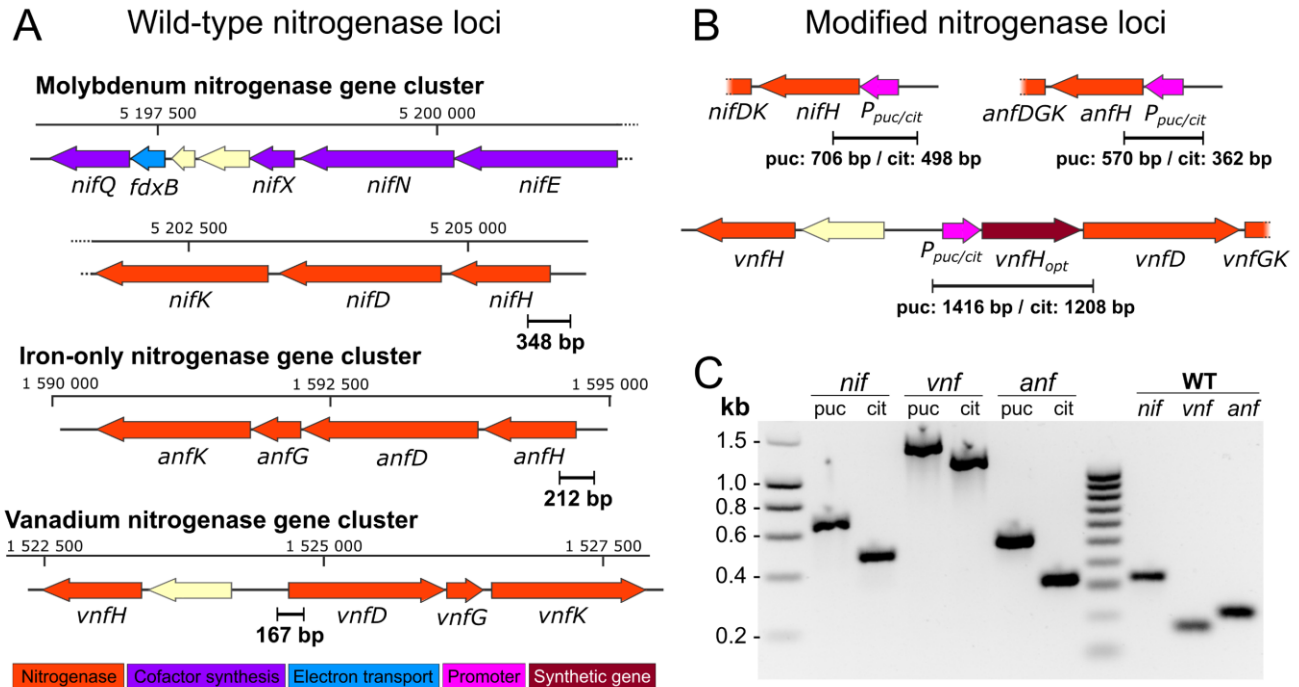 A Wild-type nitrogenase loci
Molybdenum nitrogenase gene cluster
5 197 500 5 200 000
nifQ fdxB nifX nifN nifE
5 202 500 5 205 000
nifK nifD nifH
348 bp
Iron-only nitrogenase gene cluster
1 590 000 1 592 500 1 595 000
anfK anfG anfD anfH
212 bp
Vanadium nitrogenase gene cluster
1 522 500 1 525 000 1 527 500
vnfH vnfD vnfG vnfK
167 bp
Nitrogenase Cofactor synthesis Electron transport Promoter Synthetic gene
B Modified nitrogenase loci
nifDK nifH Ppuc/cit anfDGK anfH Ppuc/cit
puc: 706 bp / cit: 498 bp puc: 570 bp / cit: 362 bp
vnfH Ppuc/cit vnfHopt vnfD vnfGK
puc: 1416 bp / cit: 1208 bp
C nif vnf anf WT
kb puc cit puc cit puc cit nif vnf anf
1.5 -
1.0 -
0.8 -
0.6 -
0.4 -
0.2 -